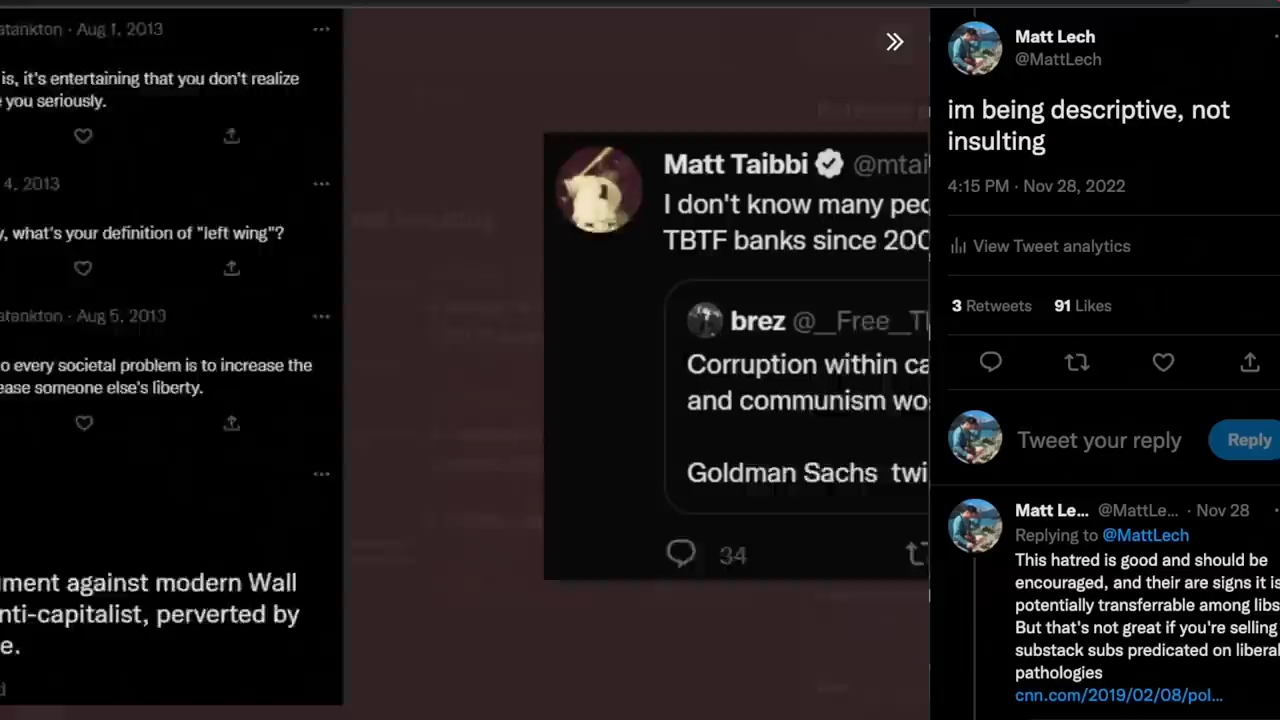 atankton · Aug 1, 2013
is, it's entertaining that you don't realize
you seriously.
4, 2013
what's your definition of "left wing"?
atankton · Aug 5, 2013
o every societal problem is to increase the
ease someone else's liberty.
ment against modern Wall
nti-capitalist, perverted by
e.
Matt Taibbi @mtai
I don't know many peo
TBTF banks since 200
brez @__Free_T
Corruption within ca
and communism wo
Goldman Sachs twi
34
Matt Lech
@MattLech
im being descriptive, not
insulting
4:15 PM · Nov 28, 2022
View Tweet analytics
3 Retweets 91 Likes
Tweet your reply Reply
Matt Le... @MattLe... · Nov 28
Replying to @MattLech
This hatred is good and should be
encouraged, and their are signs it is
potentially transferrable among libs
But that's not great if you're selling
substack subs predicated on liberal
pathologies
cnn.com/2019/02/08/pol...